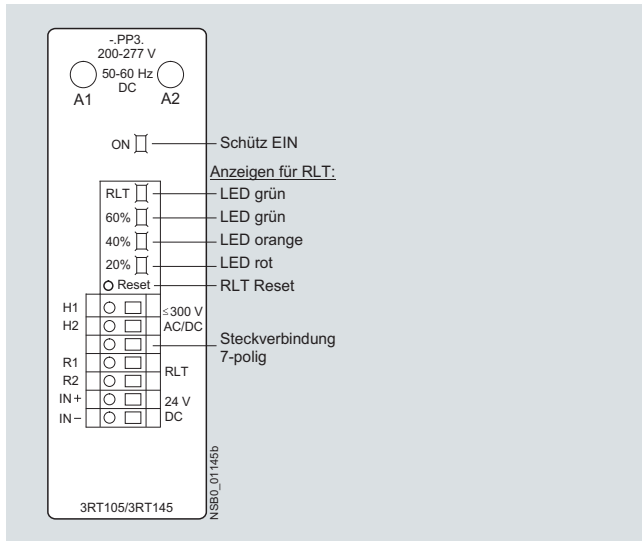 -.PP3.
200-277 V
50-60 Hz
DC
A1 A2
ON Schütz EIN
Anzeigen für RLT:
RLT LED grün
60% LED grün
40% LED orange
20% LED rot
Reset RLT Reset
H1 ≤300 V
H2 AC/DC
Steckverbindung
7-polig
R1 RLT
R2
IN+ 24 V
IN– DC
NSB0_01145b
3RT105/3RT145